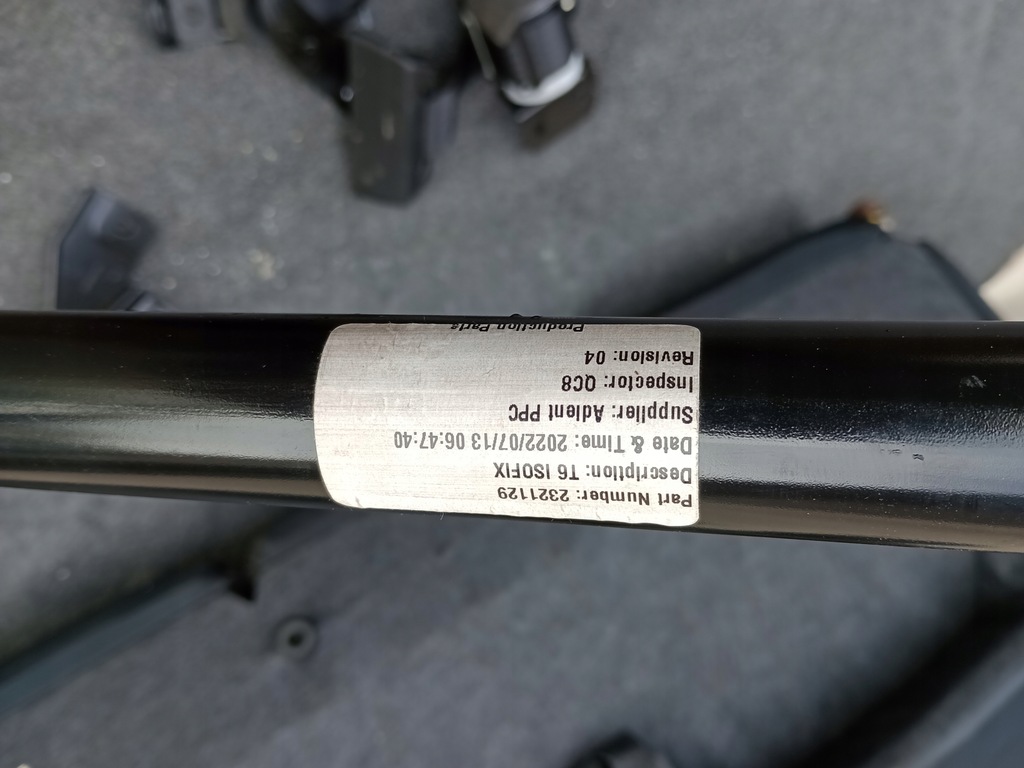 Part Number: 2321129
Description: T6 ISOFIX
Date & Time: 2022/07/13 06:47:40
Supplier: Adient PPC
Inspector: QC8
Revision: 04
Production Parts